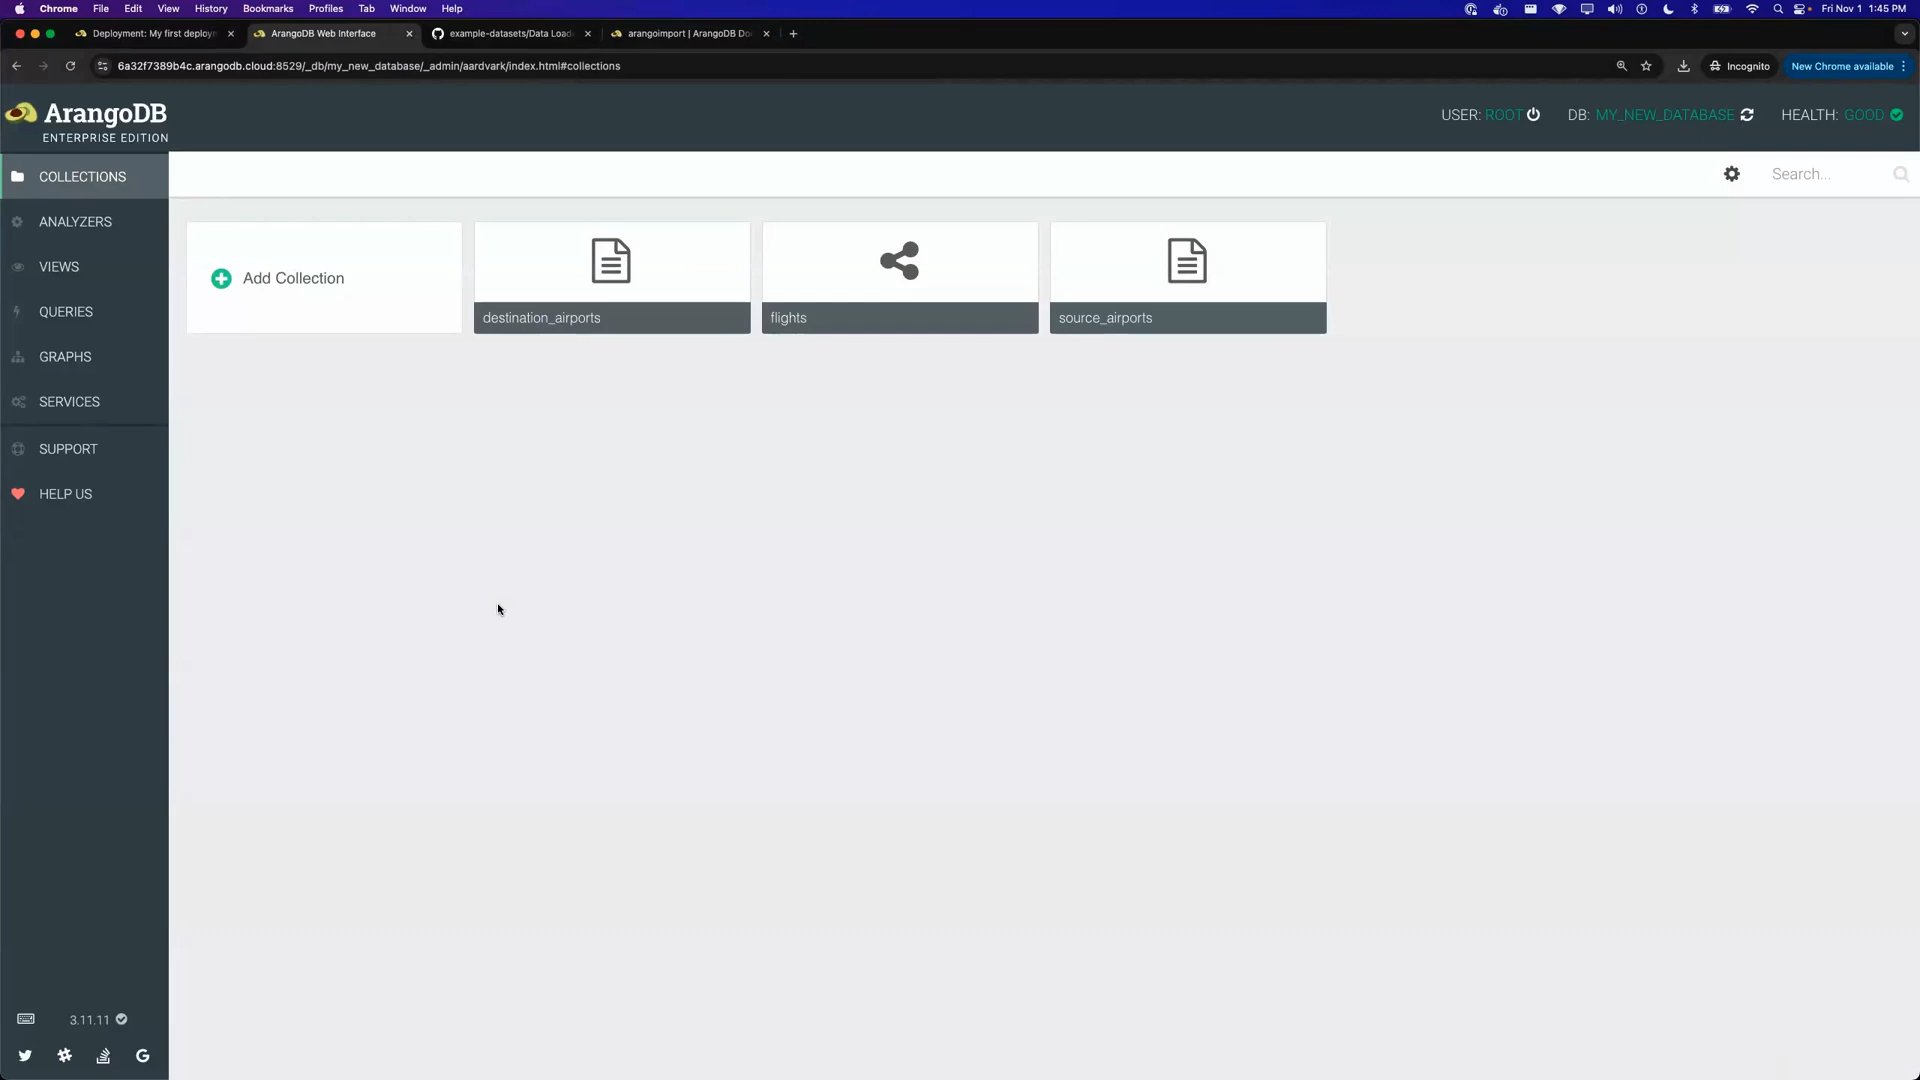 Chrome File Edit View History Bookmarks Profiles Tab Window Help Fri Nov 1 1:45 PM
Deployment: My first deploym ArangoDB Web Interface example-datasets/Data Load arangoimport | ArangoDB Do
6a32f7389b4c.arangodb.cloud:8529/_db/my_new_database/_admin/aardvark/index.html#collections Incognito New Chrome available
ArangoDB
ENTERPRISE EDITION
USER: ROOT DB: MY_NEW_DATABASE HEALTH: GOOD
COLLECTIONS
Search...
ANALYZERS
VIEWS
QUERIES
GRAPHS
SERVICES
SUPPORT
HELP US
Add Collection
destination_airports
flights
source_airports
3.11.11